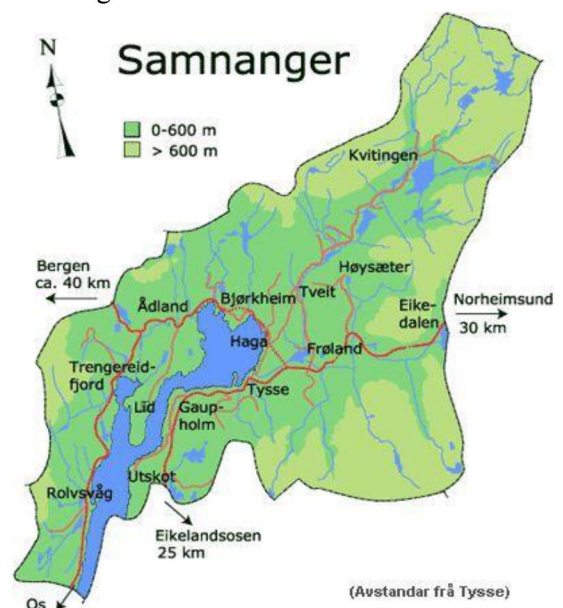 N
Samnanger
0-600 m
> 600 m
Kvitingen
Bergen
ca. 40 km
Høysæter
Ådland
Bjørkheim
Tveit
Eike-
dalen
Norheimsund
30 km
Haga
Frøland
Trengereid-
fjord
Tysse
Lid
Gaup-
holm
Utskot
Rolvsvåg
Eikelandsosen
25 km
(Avstandar frå Tysse)
Os